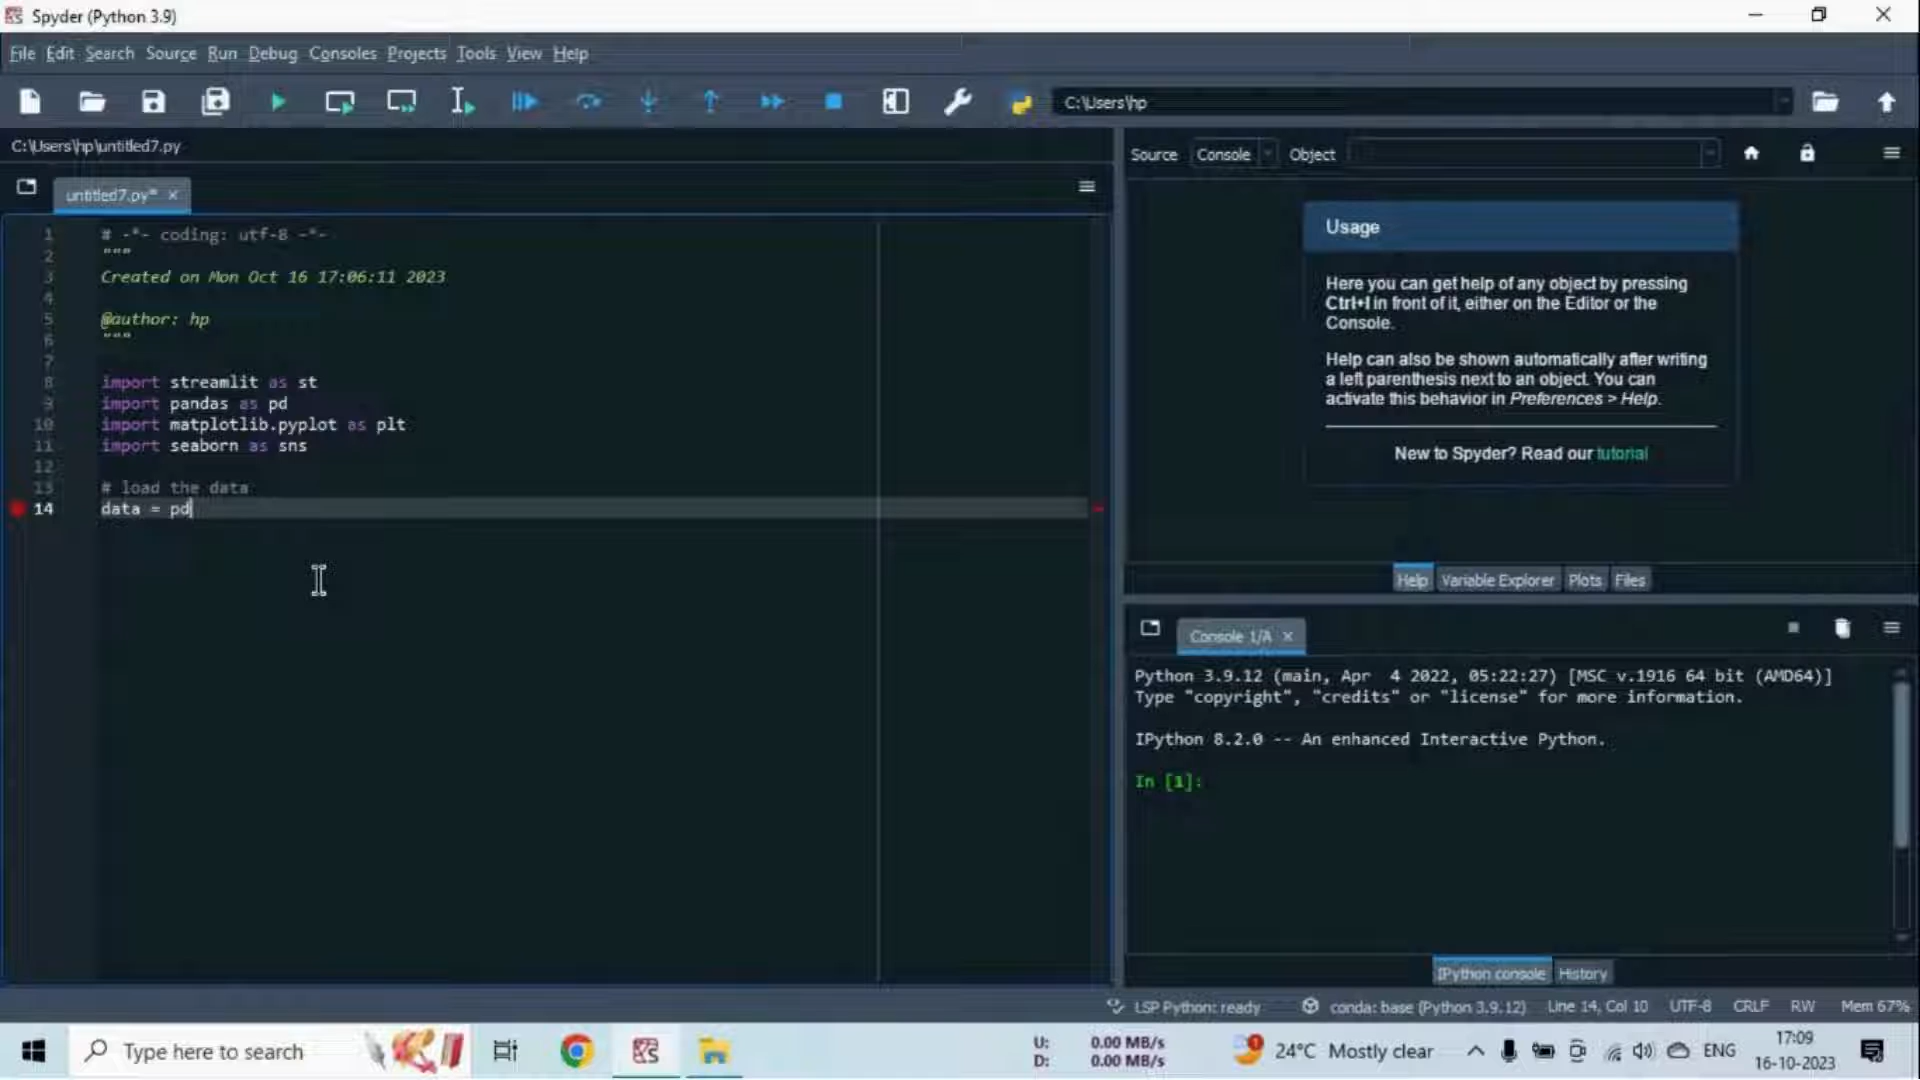 Spyder (Python 3.9)
File Edit Search Source Run Debug Consoles Projects Tools View Help
C:\Users\hp
C:\Users\hp\untitled7.py
Source Console Object
untitled7.py*
1 # -*- coding: utf-8 -*-
2 """
3 Created on Mon Oct 16 17:06:11 2023
4
5 @author: hp
6 """
7
8 import streamlit as st
9 import pandas as pd
10 import matplotlib.pyplot as plt
11 import seaborn as sns
12
13 # load the data
14 data = pd
Usage
Here you can get help of any object by pressing
Ctrl+I in front of it, either on the Editor or the
Console.
Help can also be shown automatically after writing
a left parenthesis next to an object. You can
activate this behavior in Preferences > Help.
New to Spyder? Read our tutorial
Help Variable Explorer Plots Files
Console 1/A
Python 3.9.12 (main, Apr  4 2022, 05:22:27) [MSC v.1916 64 bit (AMD64)]
Type "copyright", "credits" or "license" for more information.
IPython 8.2.0 -- An enhanced Interactive Python.
In [1]:
IPython console History
LSP Python: ready conda: base (Python 3.9.12) Line 14, Col 10 UTF-8 CRLF RW Mem 67%
Type here to search
U: 0.00 MB/s
D: 0.00 MB/s
24°C Mostly clear
ENG
17:09
16-10-2023